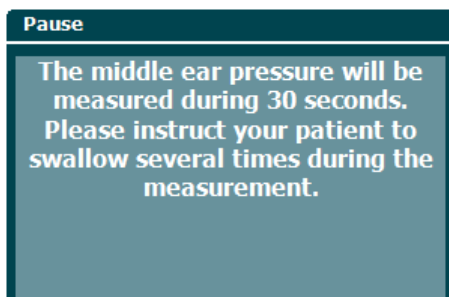 Pause
The middle ear pressure will be
measured during 30 seconds.
Please instruct your patient to
swallow several times during the
measurement.